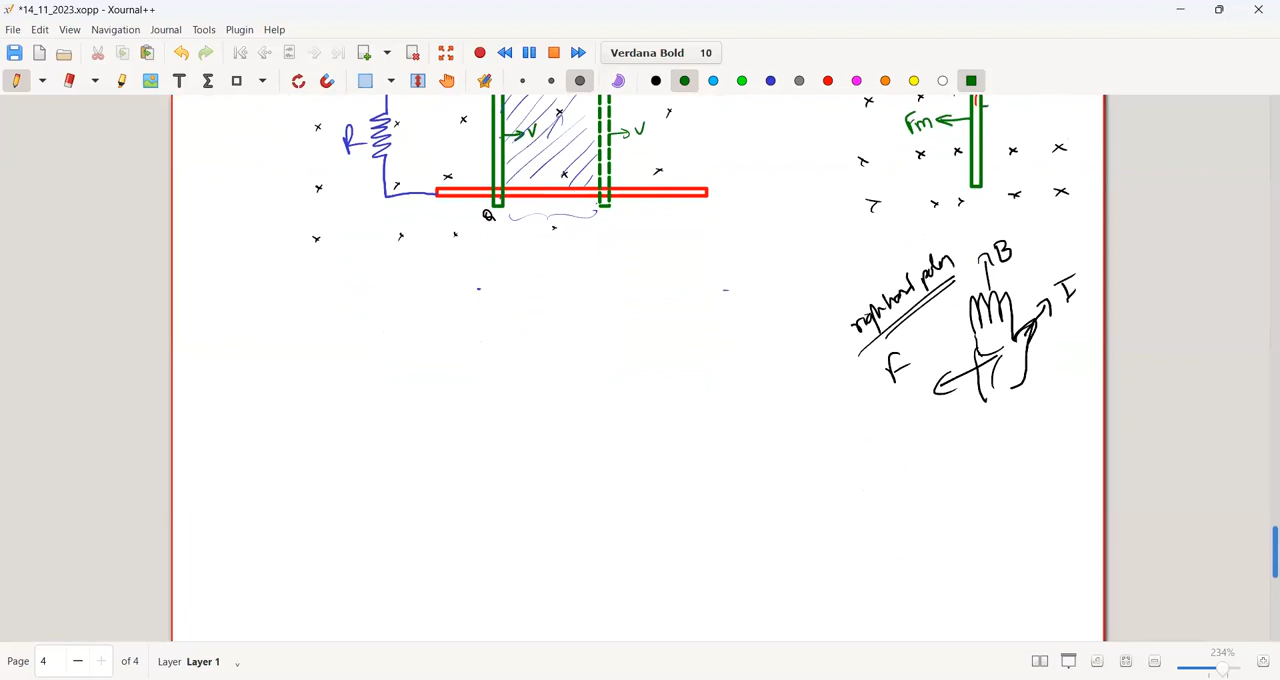 *14_11_2023.xopp - Xournal++
File Edit View Navigation Journal Tools Plugin Help
Verdana Bold 10
R
V
V
Fm
Q
B
I
right hand palm
F
Page 4 of 4 Layer Layer 1
234%